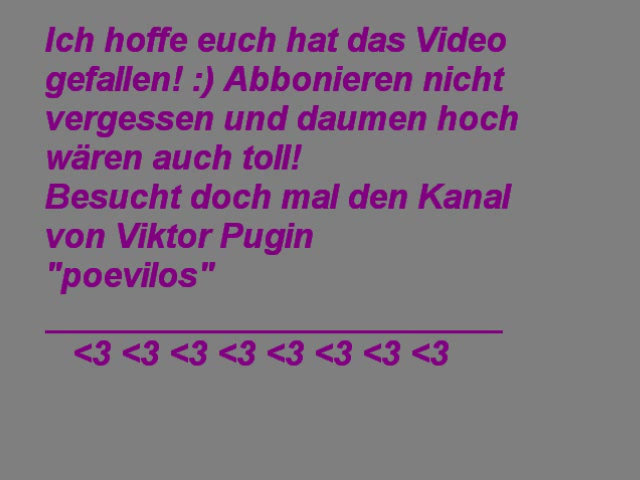 Ich hoffe euch hat das Video
gefallen! :) Abbonieren nicht
vergessen und daumen hoch
wären auch toll!
Besucht doch mal den Kanal
von Viktor Pugin
"poevilos"
________________________
<3 <3 <3 <3 <3 <3 <3 <3